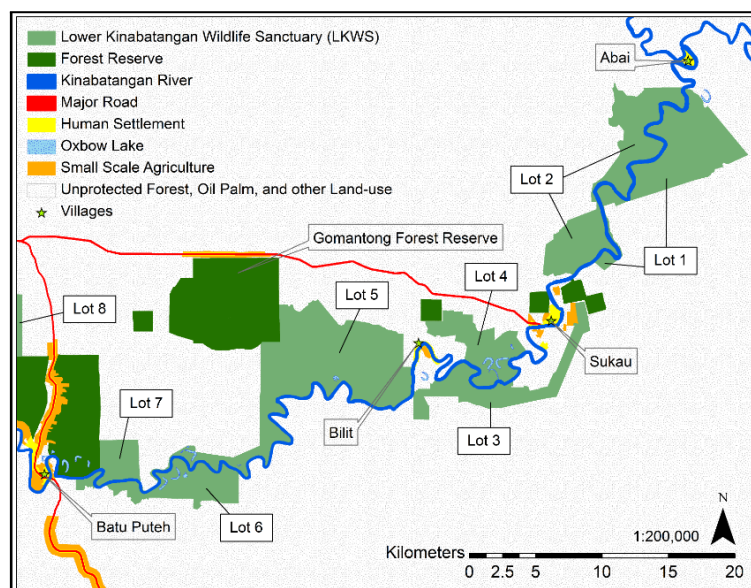 Lower Kinabatangan Wildlife Sanctuary (LKWS)
Forest Reserve
Kinabatangan River
Major Road
Human Settlement
Oxbow Lake
Small Scale Agriculture
Unprotected Forest, Oil Palm, and other Land-use
Villages
Abai
Lot 2
Gomantong Forest Reserve
Lot 1
Lot 4
Lot 5
Lot 8
Sukau
Lot 7
Bilit
Lot 3
Batu Puteh
Lot 6
N
1:200,000
Kilometers
0 2.5 5 10 15 20